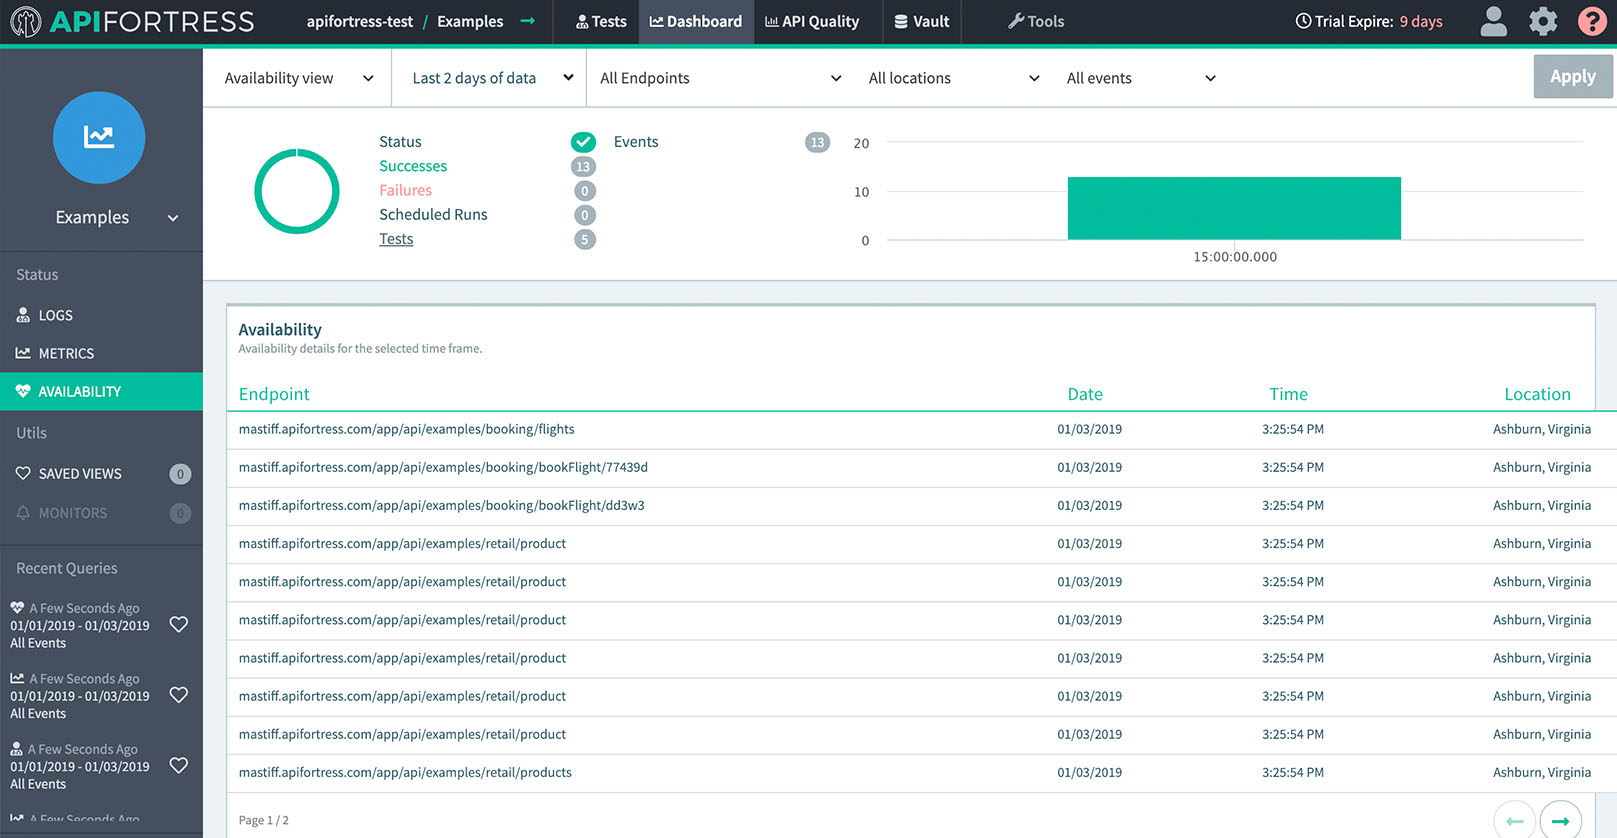 APIFORTRESS apifortress-test / Examples → Tests Dashboard API Quality Vault Tools Trial Expire: 9 days ?
Availability view Last 2 days of data All Endpoints All locations All events Apply
Examples
Status
LOGS
METRICS
AVAILABILITY
Utils
SAVED VIEWS 0
MONITORS 0
Recent Queries
A Few Seconds Ago
01/01/2019 - 01/03/2019
All Events
A Few Seconds Ago
01/01/2019 - 01/03/2019
All Events
A Few Seconds Ago
01/01/2019 - 01/03/2019
All Events
A Few Seconds Ago
Status Events 13
Successes 13
Failures 0
Scheduled Runs 0
Tests 5
20
10
0
15:00:00.000
Availability
Availability details for the selected time frame.
Endpoint Date Time Location
mastiff.apifortress.com/app/api/examples/booking/flights 01/03/2019 3:25:54 PM Ashburn, Virginia
mastiff.apifortress.com/app/api/examples/booking/bookFlight/77439d 01/03/2019 3:25:54 PM Ashburn, Virginia
mastiff.apifortress.com/app/api/examples/booking/bookFlight/dd3w3 01/03/2019 3:25:54 PM Ashburn, Virginia
mastiff.apifortress.com/app/api/examples/retail/product 01/03/2019 3:25:54 PM Ashburn, Virginia
mastiff.apifortress.com/app/api/examples/retail/product 01/03/2019 3:25:54 PM Ashburn, Virginia
mastiff.apifortress.com/app/api/examples/retail/product 01/03/2019 3:25:54 PM Ashburn, Virginia
mastiff.apifortress.com/app/api/examples/retail/product 01/03/2019 3:25:54 PM Ashburn, Virginia
mastiff.apifortress.com/app/api/examples/retail/product 01/03/2019 3:25:54 PM Ashburn, Virginia
mastiff.apifortress.com/app/api/examples/retail/product 01/03/2019 3:25:54 PM Ashburn, Virginia
mastiff.apifortress.com/app/api/examples/retail/products 01/03/2019 3:25:54 PM Ashburn, Virginia
Page 1 / 2